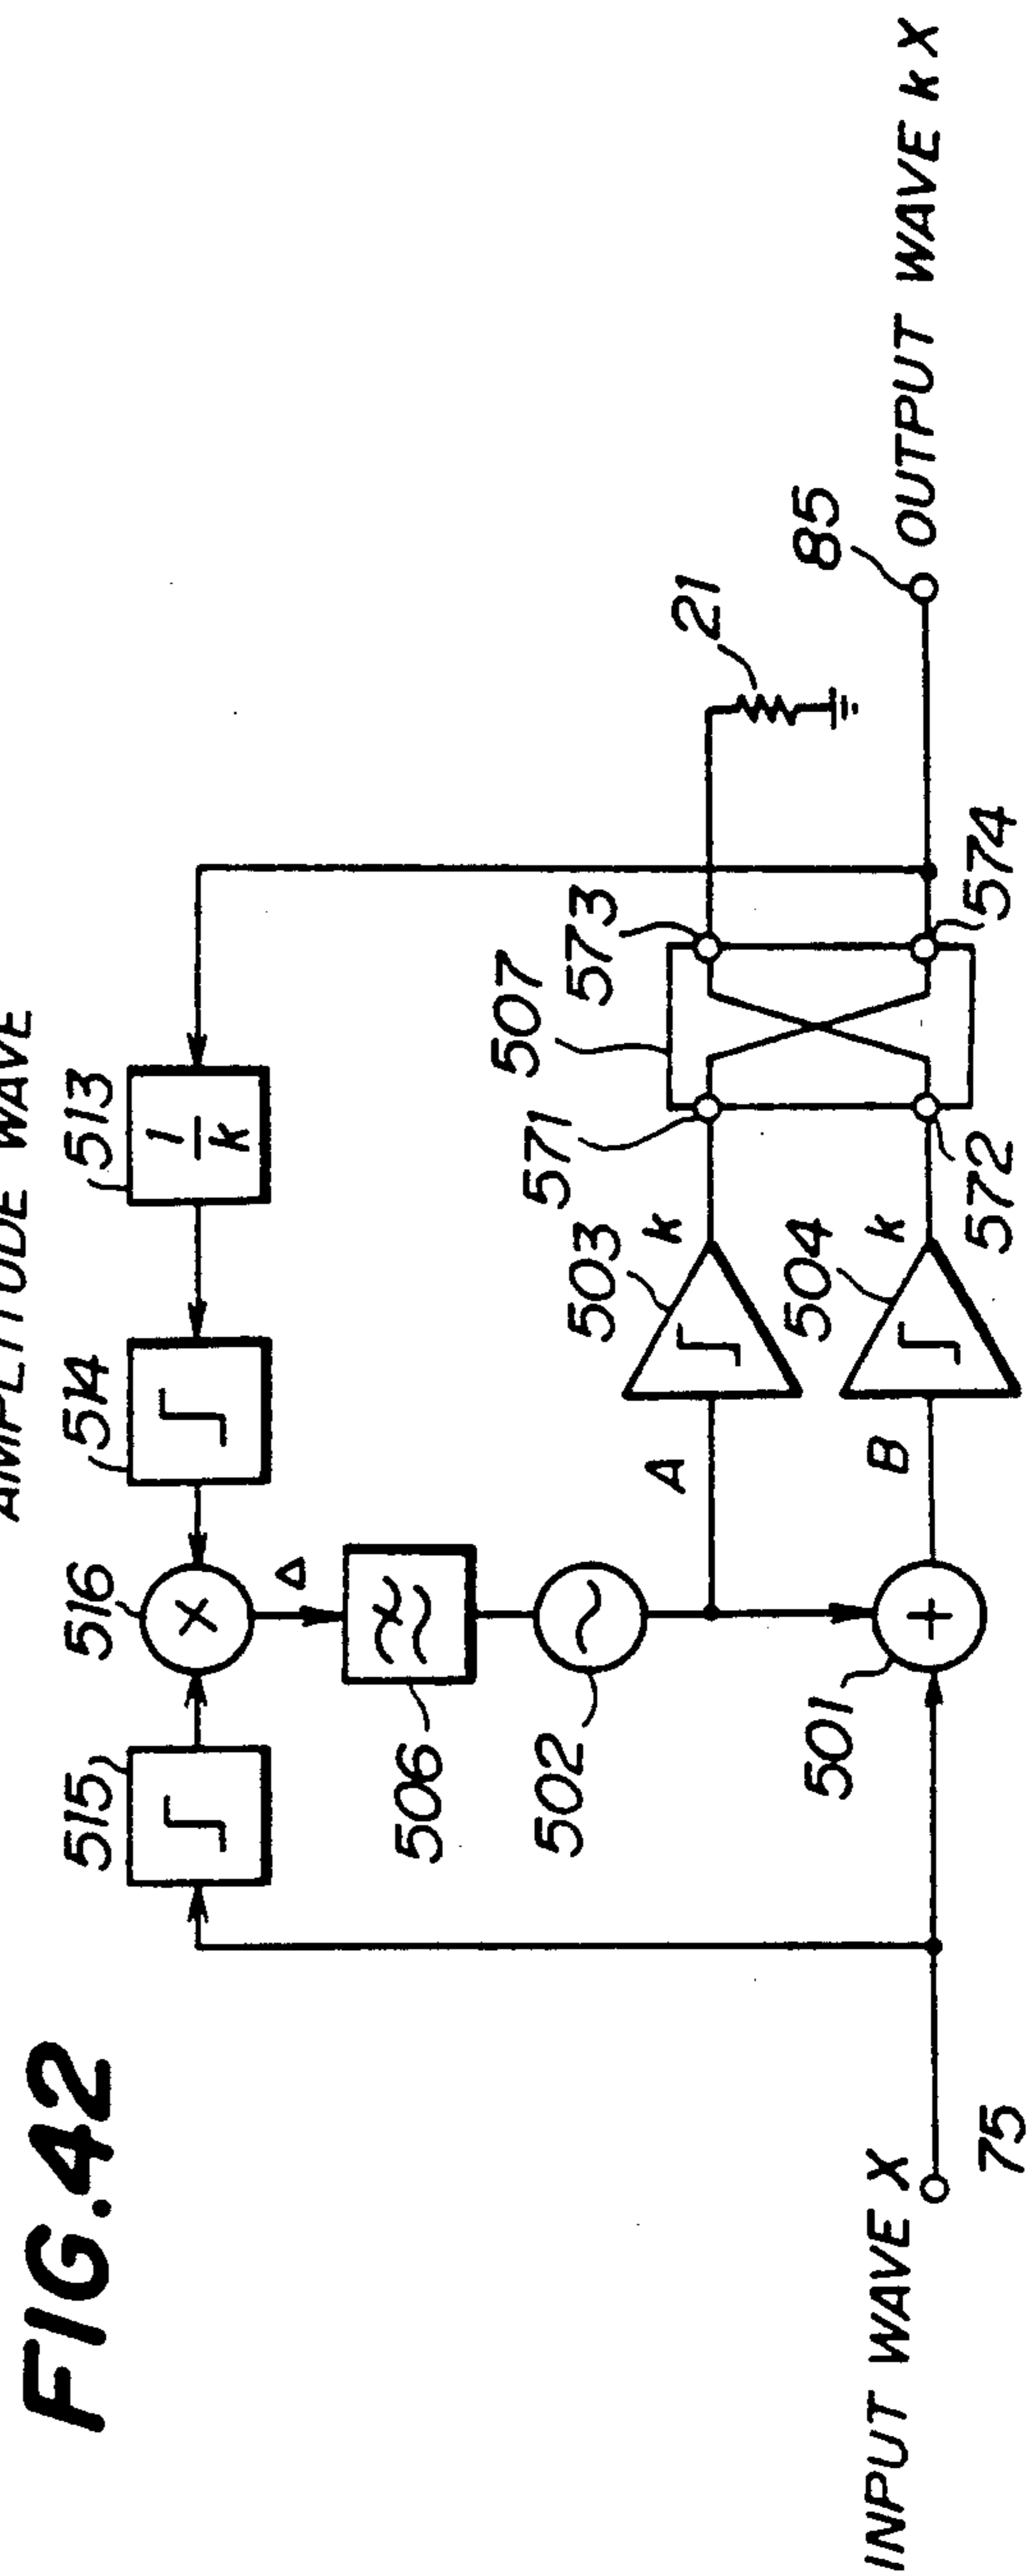 FIG.42
AMPLITUDE WAVE
515
516
514
513
Δ
1
k
506
502
A
503
k
571
507
573
21
INPUT WAVE X
75
501
B
504
k
572
574
85
OUTPUT WAVE k X